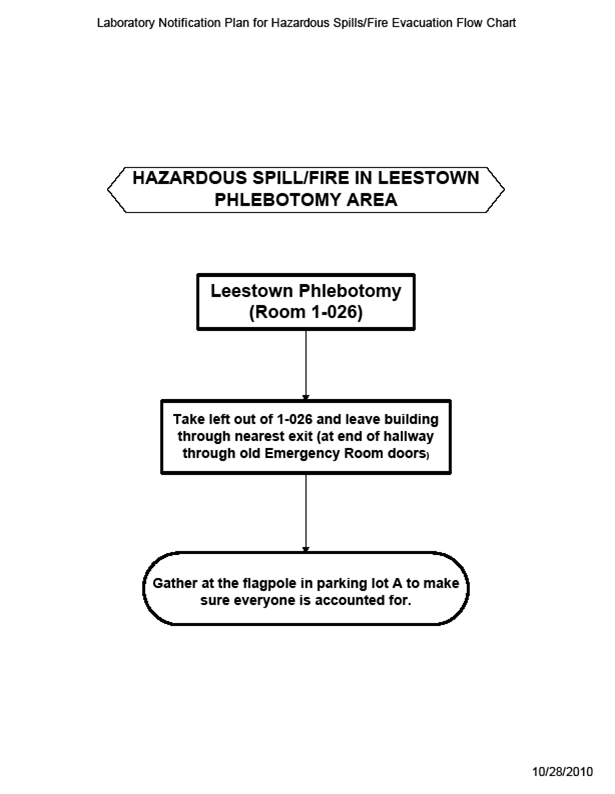 Laboratory Notification Plan for Hazardous Spills/Fire Evacuation Flow Chart
HAZARDOUS SPILL/FIRE IN LEESTOWN
PHLEBOTOMY AREA
Leestown Phlebotomy
(Room 1-026)
Take left out of 1-026 and leave building
through nearest exit (at end of hallway
through old Emergency Room doors)
Gather at the flagpole in parking lot A to make
sure everyone is accounted for.
10/28/2010